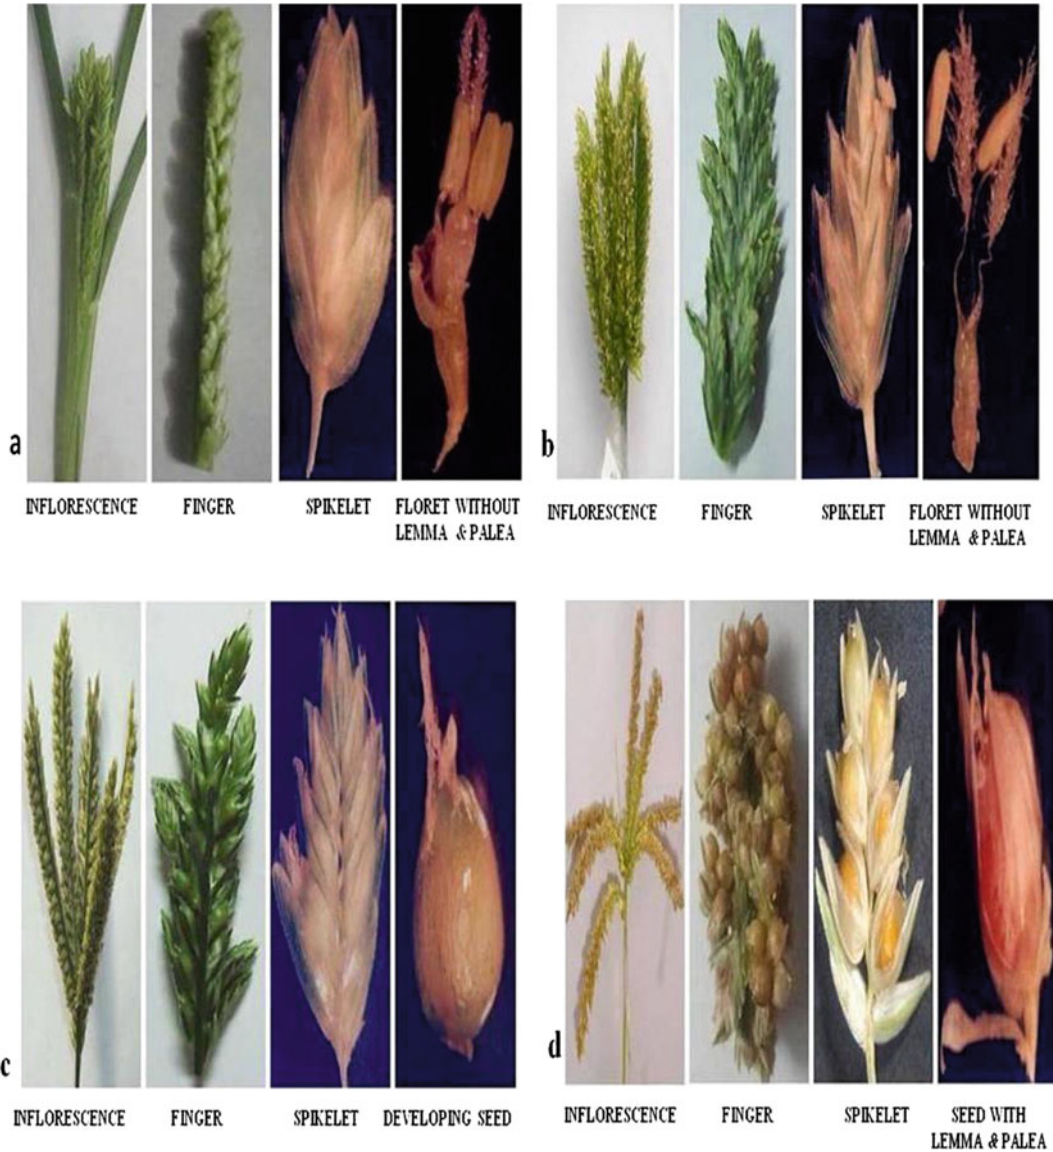 a
INFLORESCENCE FINGER SPIKELET FLORET WITHOUT
LEMMA & PALEA
b
INFLORESCENCE FINGER SPIKELET FLORET WITHOUT
LEMMA & PALEA
c
INFLORESCENCE FINGER SPIKELET DEVELOPING SEED
d
INFLORESCENCE FINGER SPIKELET SEED WITH
LEMMA & PALEA